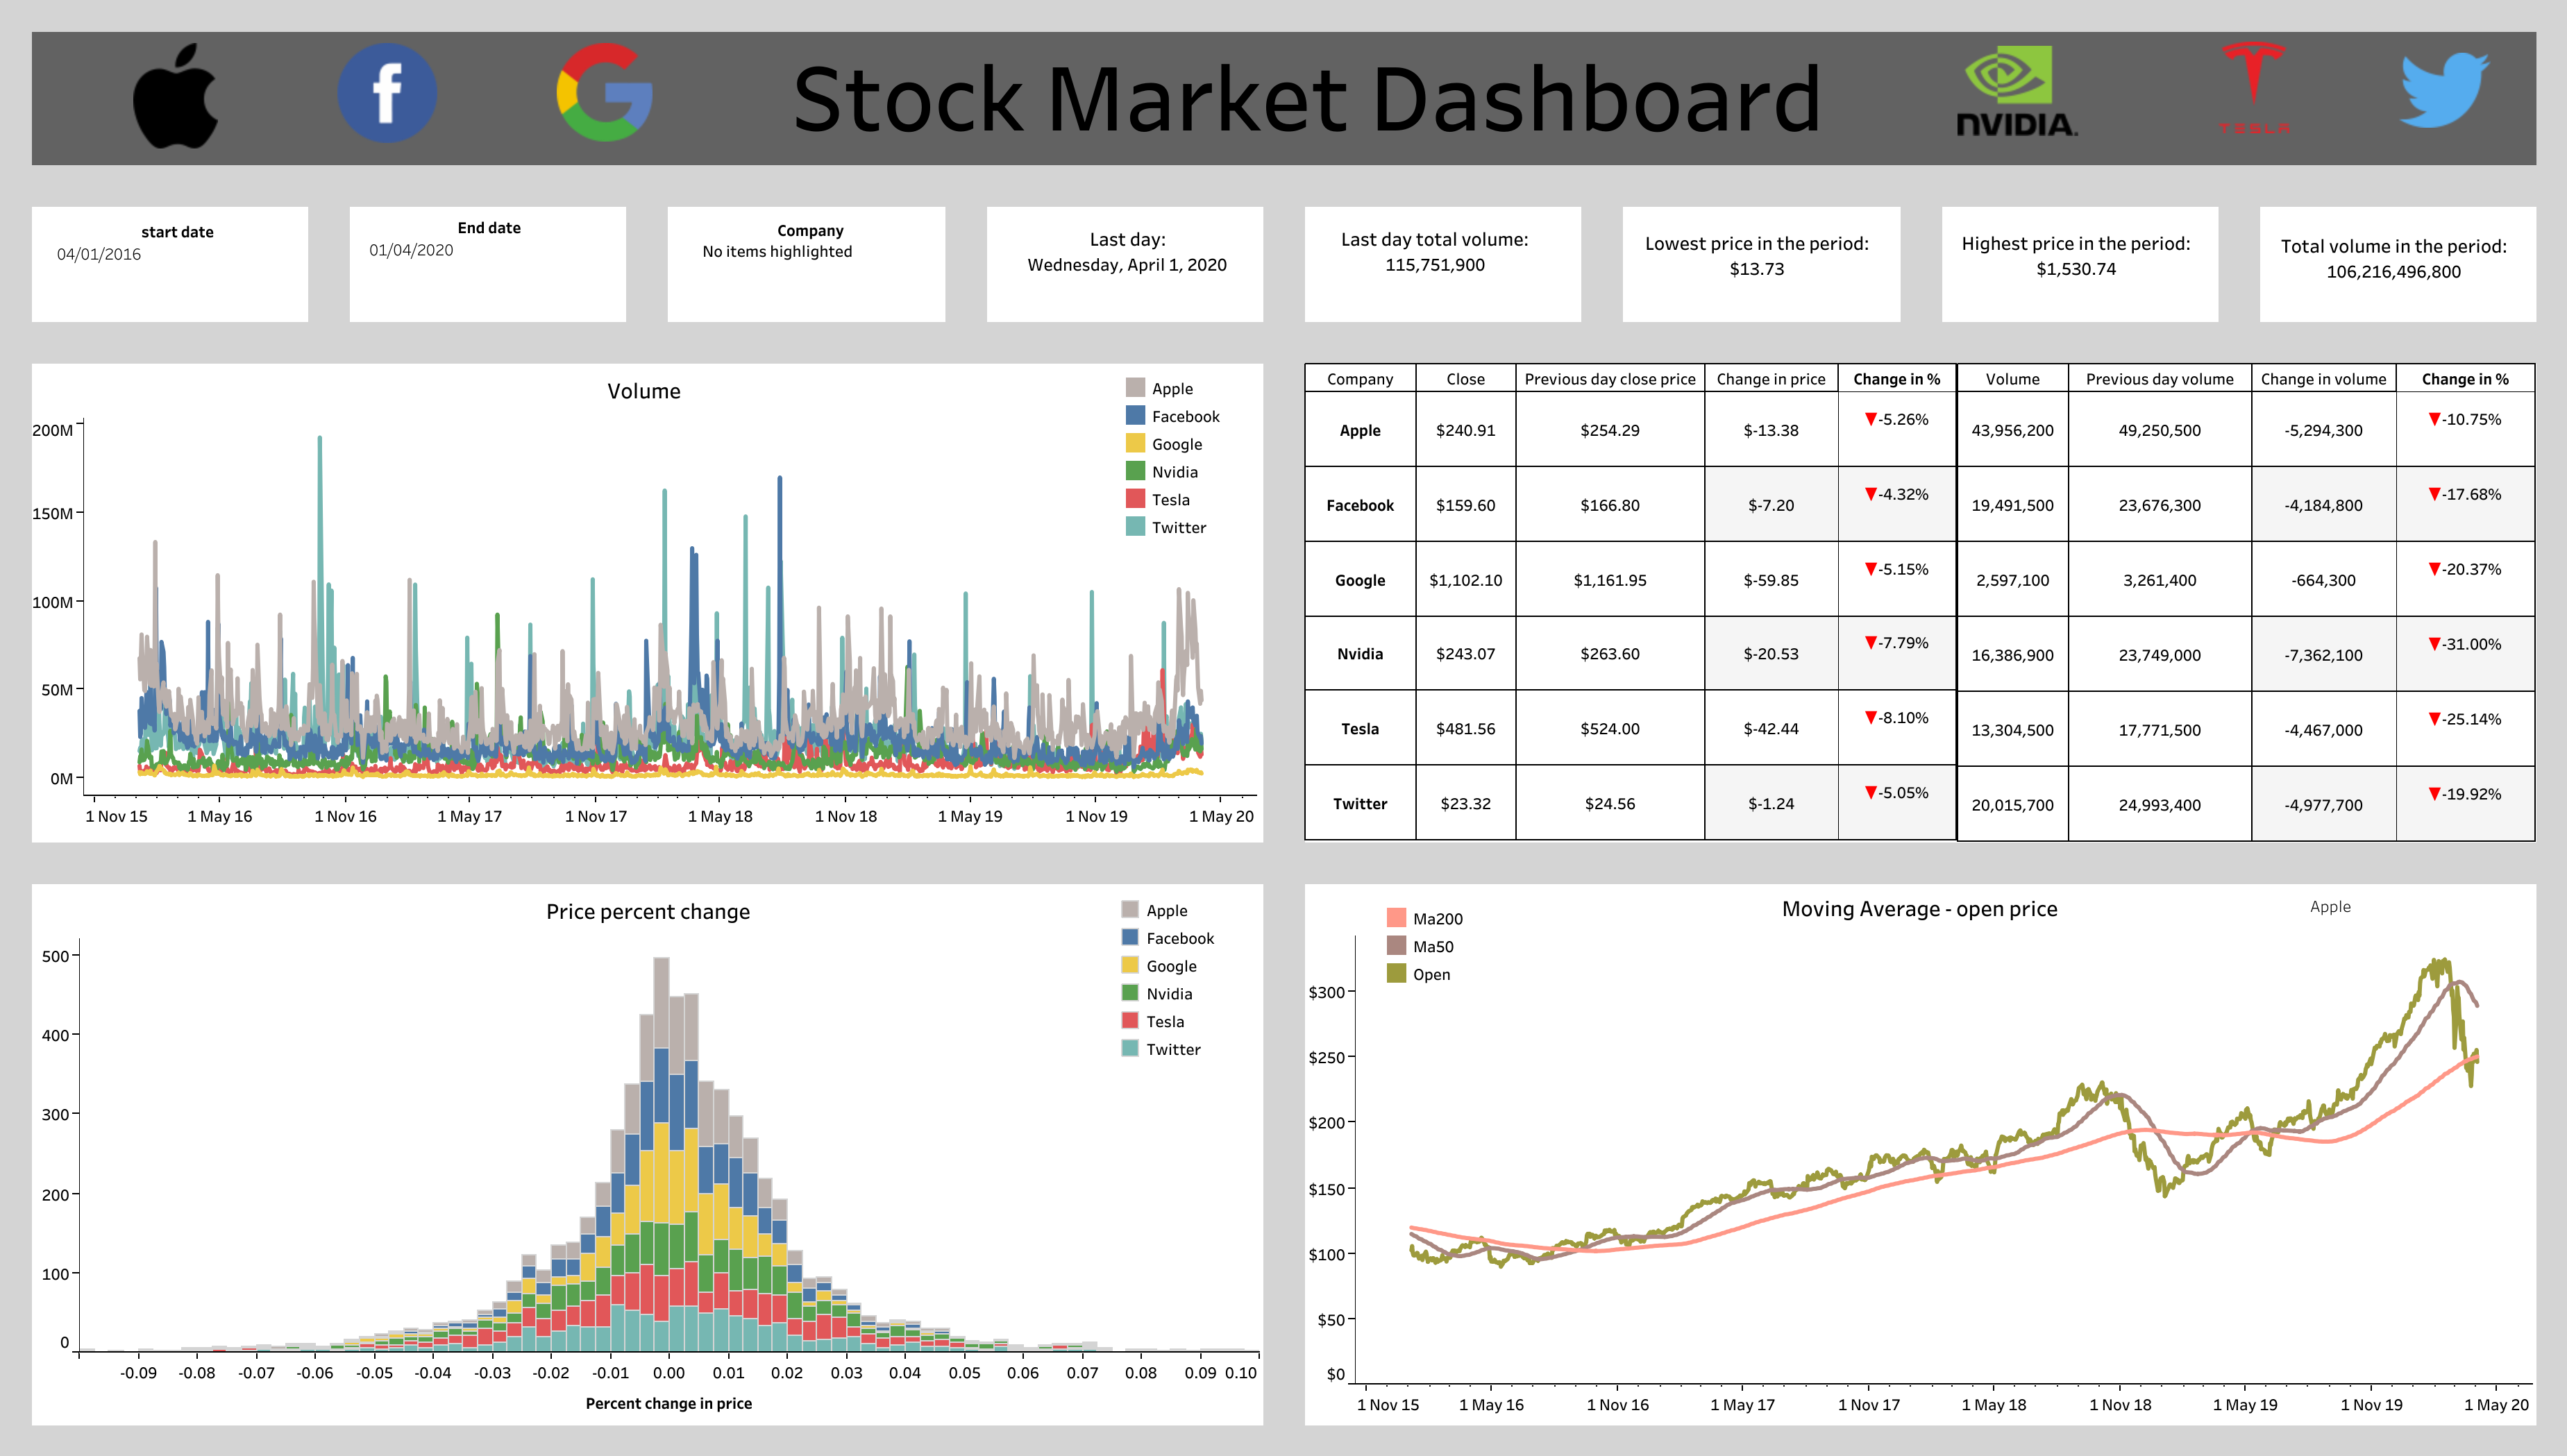 Stock Market Dashboard
NVIDIA.
TESLA
start date
04/01/2016
End date
01/04/2020
Company
No items highlighted
Last day:
Wednesday, April 1, 2020
Last day total volume:
115,751,900
Lowest price in the period:
$13.73
Highest price in the period:
$1,530.74
Total volume in the period:
106,216,496,800
Volume
Apple
Facebook
Google
Nvidia
Tesla
Twitter
200M
150M
100M
50M
0M
1 Nov 15 1 May 16 1 Nov 16 1 May 17 1 Nov 17 1 May 18 1 Nov 18 1 May 19 1 Nov 19 1 May 20
Company Close Previous day close price Change in price Change in % Volume Previous day volume Change in volume Change in %
Apple $240.91 $254.29 $-13.38 ▼-5.26% 43,956,200 49,250,500 -5,294,300 ▼-10.75%
Facebook $159.60 $166.80 $-7.20 ▼-4.32% 19,491,500 23,676,300 -4,184,800 ▼-17.68%
Google $1,102.10 $1,161.95 $-59.85 ▼-5.15% 2,597,100 3,261,400 -664,300 ▼-20.37%
Nvidia $243.07 $263.60 $-20.53 ▼-7.79% 16,386,900 23,749,000 -7,362,100 ▼-31.00%
Tesla $481.56 $524.00 $-42.44 ▼-8.10% 13,304,500 17,771,500 -4,467,000 ▼-25.14%
Twitter $23.32 $24.56 $-1.24 ▼-5.05% 20,015,700 24,993,400 -4,977,700 ▼-19.92%
Price percent change
Apple
Facebook
Google
Nvidia
Tesla
Twitter
500
400
300
200
100
0
-0.09 -0.08 -0.07 -0.06 -0.05 -0.04 -0.03 -0.02 -0.01 0.00 0.01 0.02 0.03 0.04 0.05 0.06 0.07 0.08 0.09 0.10
Percent change in price
Moving Average - open price
Apple
Ma200
Ma50
Open
$300
$250
$200
$150
$100
$50
$0
1 Nov 15 1 May 16 1 Nov 16 1 May 17 1 Nov 17 1 May 18 1 Nov 18 1 May 19 1 Nov 19 1 May 20